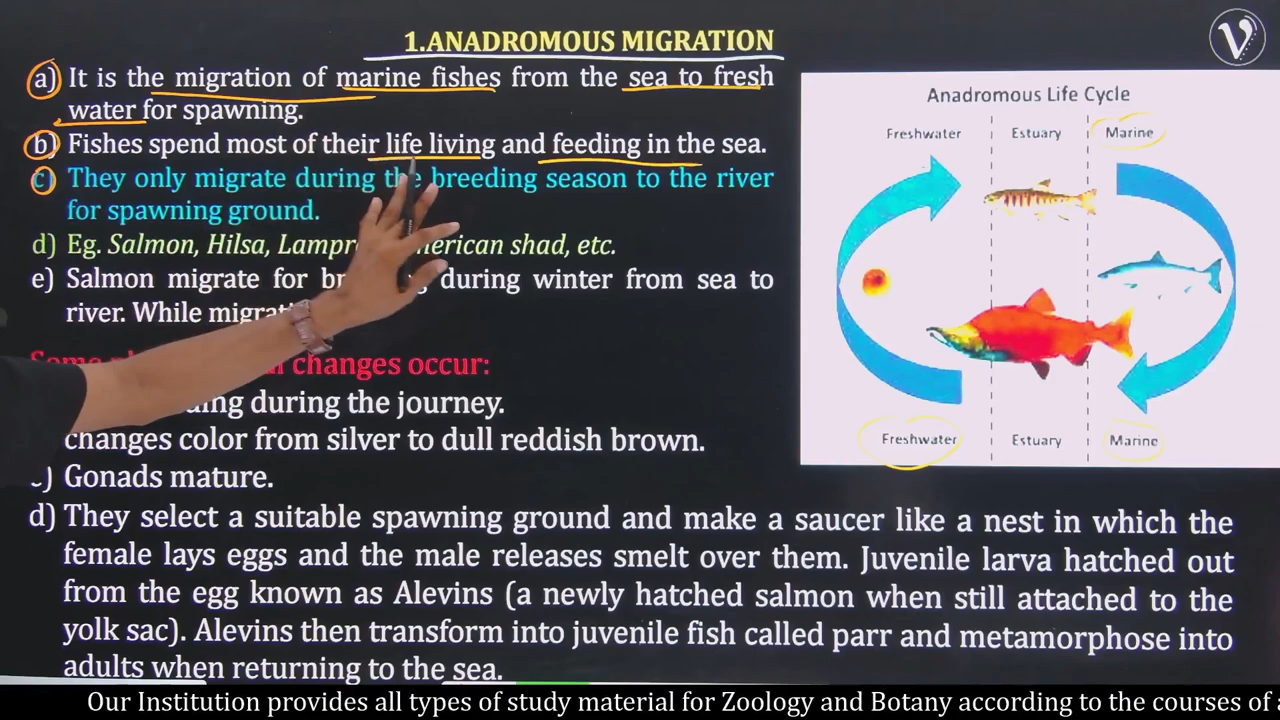 1.ANADROMOUS MIGRATION
a) It is the migration of marine fishes from the sea to fresh
water for spawning.
b) Fishes spend most of their life living and feeding in the sea.
c) They only migrate during the breeding season to the river
for spawning ground.
d) Eg. Salmon, Hilsa, American shad, etc.
e) Salmon migrate for during winter from sea to
river. While
changes occur:
during the journey.
changes color from silver to dull reddish brown.
Gonads mature.
d) They select a suitable spawning ground and make a saucer like a nest in which the
female lays eggs and the male releases smelt over them. Juvenile larva hatched out
from the egg known as Alevins (a newly hatched salmon when still attached to the
yolk sac). Alevins then transform into juvenile fish called parr and metamorphose into
adults when returning to the sea.
V
Anadromous Life Cycle
Freshwater Estuary Marine
Freshwater Estuary Marine
Our Institution provides all types of study material for Zoology and Botany according to the courses of